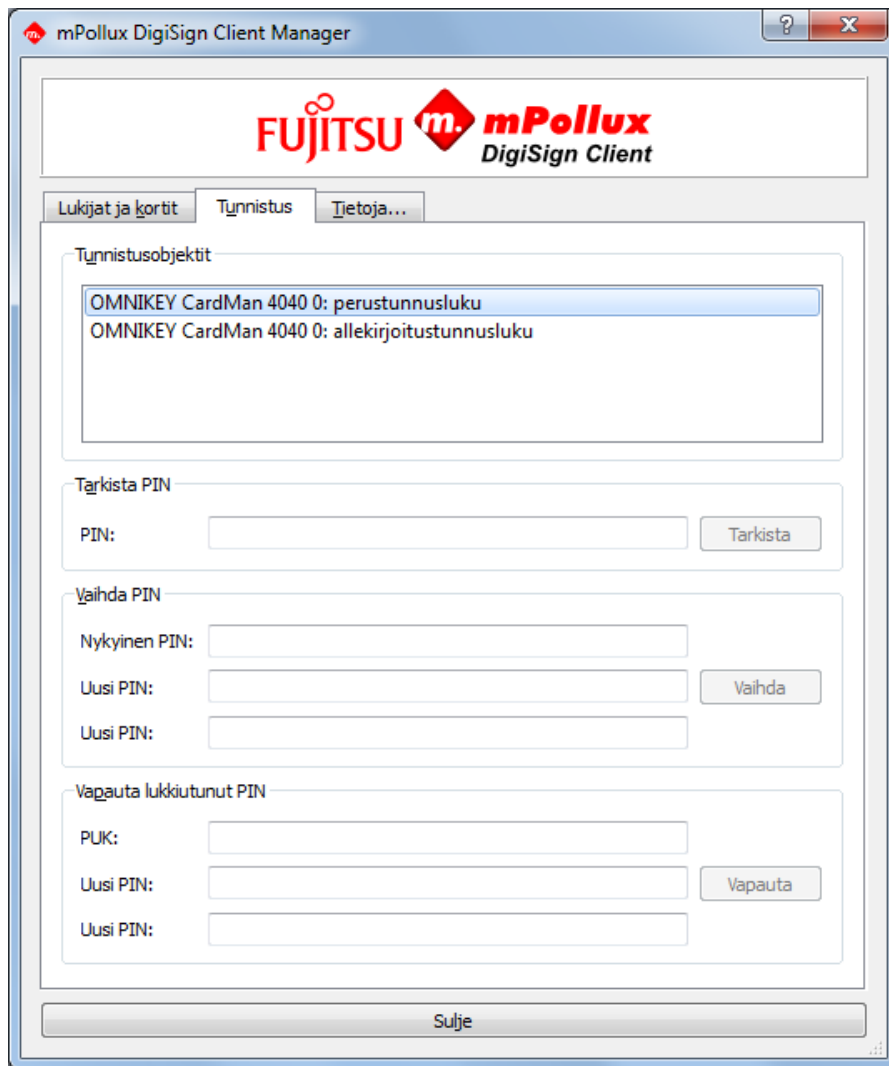 m. mPollux DigiSign Client Manager
FUJITSU m. mPollux
DigiSign Client
Lukijat ja kortit Tunnistus Tietoja...
Tunnistusobjektit
OMNIKEY CardMan 4040 0: perustunnusluku
OMNIKEY CardMan 4040 0: allekirjoitustunnusluku
Tarkista PIN
PIN: Tarkista
Vaihda PIN
Nykyinen PIN:
Uusi PIN: Vaihda
Uusi PIN:
Vapauta lukkiutunut PIN
PUK:
Uusi PIN: Vapauta
Uusi PIN:
Sulje